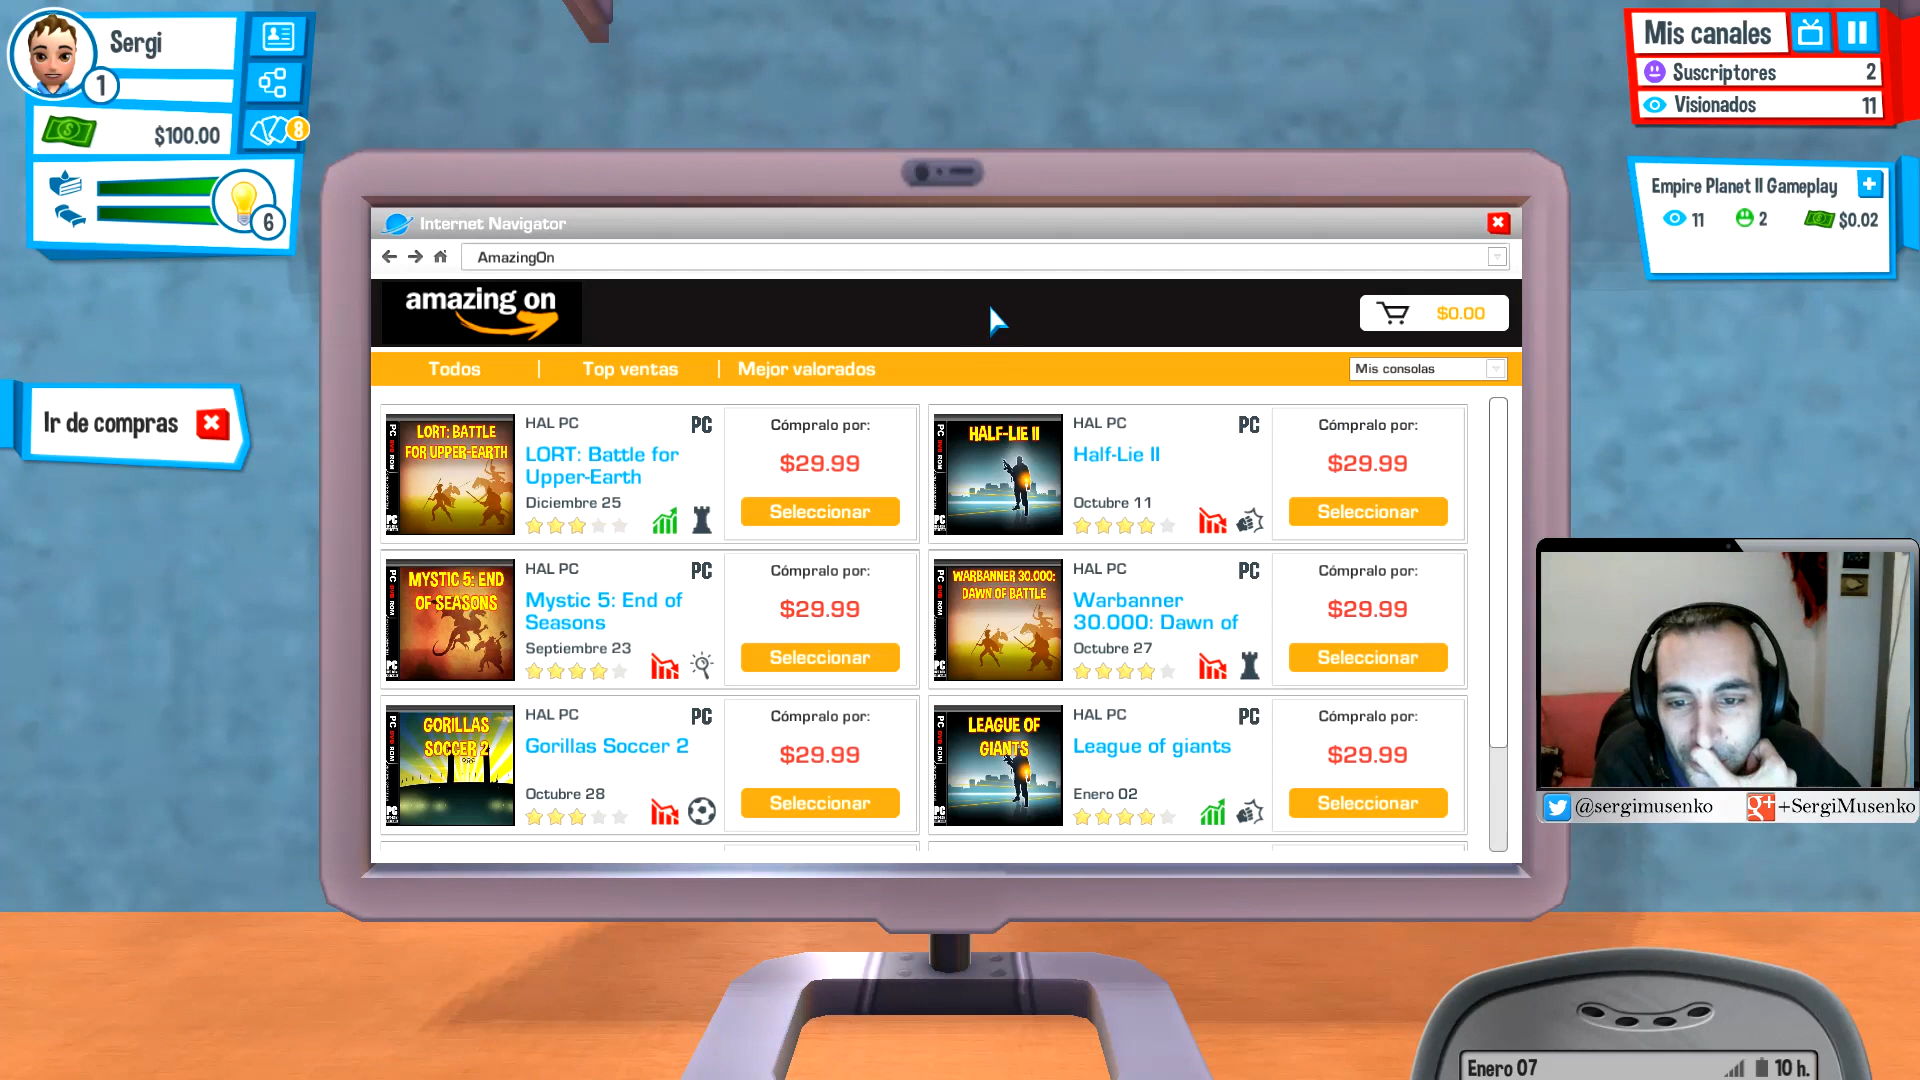 Sergi
1
$100.00
8
6
Mis canales
Suscriptores 2
Visionados 11
Empire Planet II Gameplay
11 2 $0.02
Ir de compras
Internet Navigator
AmazingOn
amazing on
$0.00
Todos | Top ventas | Mejor valorados
Mis consolas
LORT: BATTLE
FOR UPPER-EARTH
HAL PC PC
LORT: Battle for
Upper-Earth
Diciembre 25
Cómpralo por:
$29.99
Seleccionar
HALF-LIE II
HAL PC PC
Half-Lie II
Octubre 11
Cómpralo por:
$29.99
Seleccionar
MYSTIC 5: END
OF SEASONS
HAL PC PC
Mystic 5: End of
Seasons
Septiembre 23
Cómpralo por:
$29.99
Seleccionar
WARBANNER 30.000:
DAWN OF BATTLE
HAL PC PC
Warbanner
30.000: Dawn of
Octubre 27
Cómpralo por:
$29.99
Seleccionar
GORILLAS
SOCCER 2
HAL PC PC
Gorillas Soccer 2
Octubre 28
Cómpralo por:
$29.99
Seleccionar
LEAGUE OF
GIANTS
HAL PC PC
League of giants
Enero 02
Cómpralo por:
$29.99
Seleccionar
@sergimusenko
g+ +SergiMusenko
Enero 07 10 h.